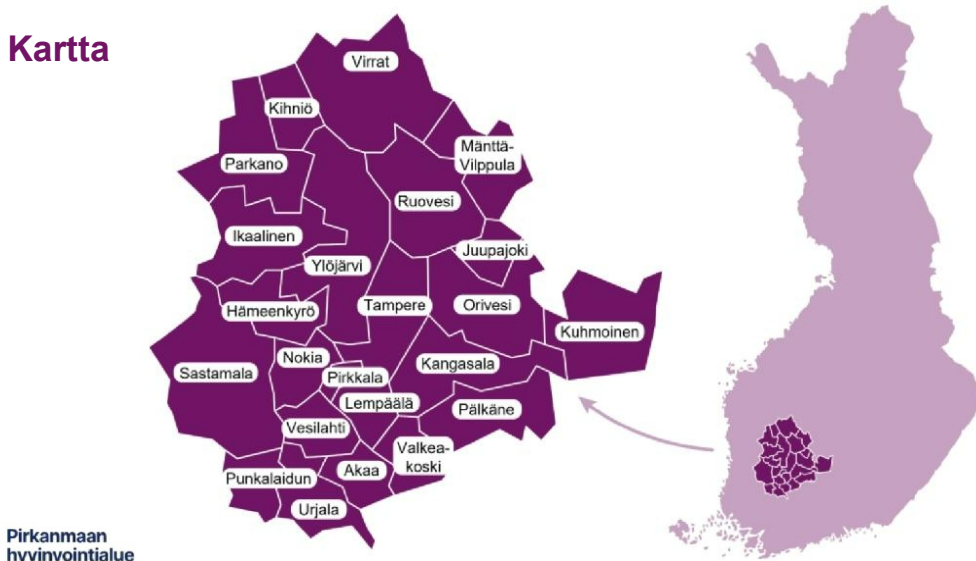 Kartta
Virrat
Kihniö
Mänttä-
Vilppula
Parkano
Ruovesi
Ikaalinen
Juupajoki
Ylöjärvi
Hämeenkyrö
Tampere
Orivesi
Kuhmoinen
Nokia
Kangasala
Sastamala
Pirkkala
Lempäälä
Pälkäne
Vesilahti
Valkea-
koski
Akaa
Punkalaidun
Urjala
Pirkanmaan
hyvinvointialue